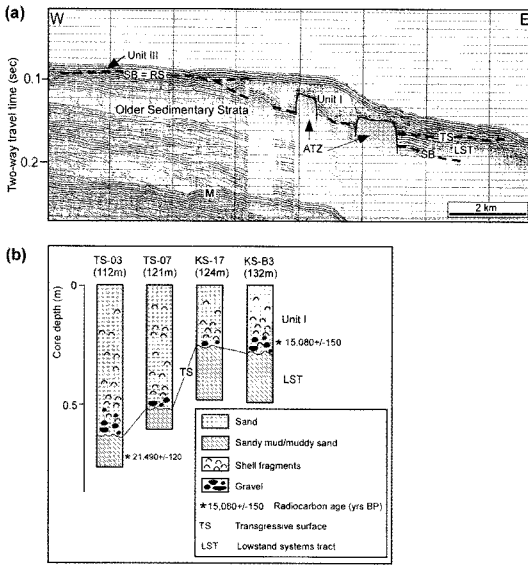 (a)
W
E
Unit III
0.1
SB = RS
Unit I
Older Sedimentary Strata
TS
ATZ
LST
SB
0.2
M
2 km
Two-way travel time (sec)
(b)
TS-03 TS-07 KS-17 KS-B3
(112m) (121m) (124m) (132m)
0
Unit I
* 15,080+/-150
TS
LST
0.5
* 21,490+/-120
Core depth (m)
Sand
Sandy mud/muddy sand
Shell fragments
Gravel
* 15,060+/-150 Radiocarbon age (yrs BP)
TS Transgressive surface
LST Lowstand systems tract